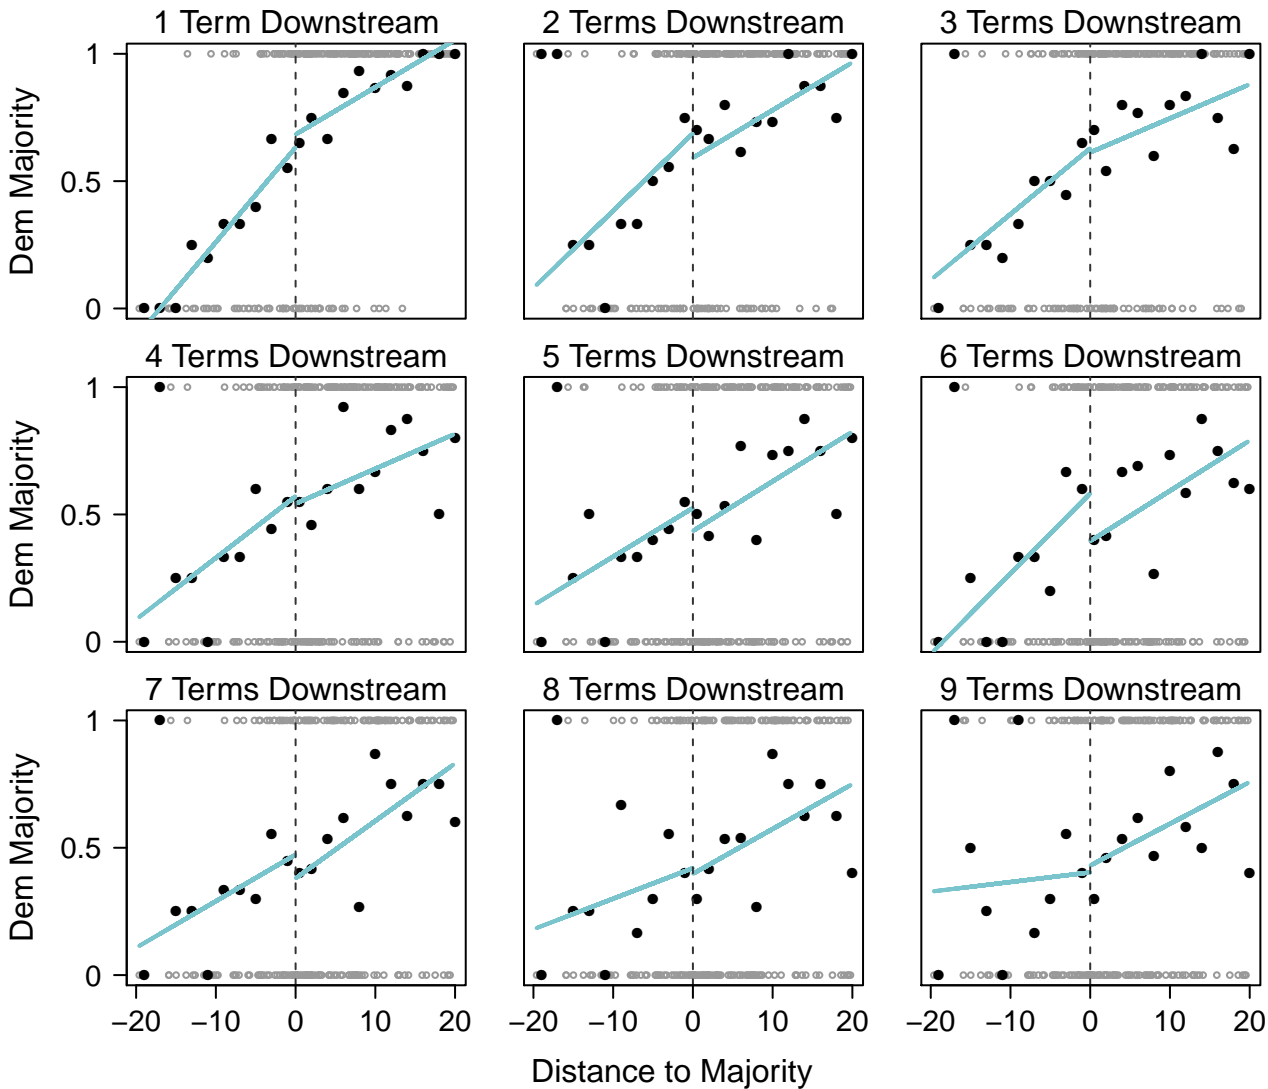 1 Term Downstream
2 Terms Downstream
3 Terms Downstream
Dem Majority
1
0.5
0
4 Terms Downstream
5 Terms Downstream
6 Terms Downstream
Dem Majority
1
0.5
0
7 Terms Downstream
8 Terms Downstream
9 Terms Downstream
Dem Majority
1
0.5
0
−20 −10 0 10 20 −20 −10 0 10 20 −20 −10 0 10 20
Distance to Majority